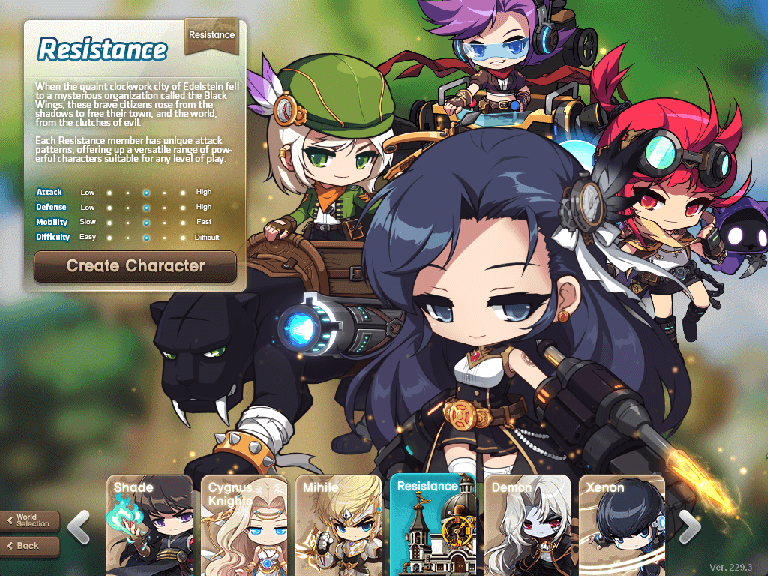 Resistance
Resistance
When the quaint clockwork city of Edelstein fell
to a mysterious organization called the Black
Wings, these brave citizens rose from the
shadows to free their town, and the world,
from the clutches of evil.
Each Resistance member has unique attack
patterns, offering up a versatile range of pow-
erful characters suitable for any level of play.
Attack Low High
Defense Low High
Mobility Slow Fast
Difficulty Easy Difficult
Create Character
Shade
Cygnus
Knights
Mihile
Resistance
Demon
Xenon
< World
Selection
< Back
Ver. 229.3